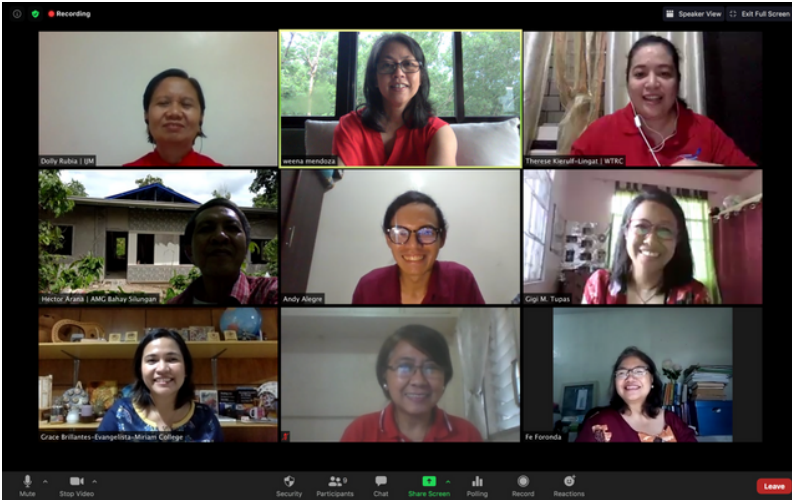 Recording
Speaker View
Exit Full Screen
Dolly Rubia | IJM
weena mendoza
Therese Kierulf-Lingat | WTRC
Hector Arana | AMG Bahay Silungan
Andy Alegre
Gigi M. Tupas
Grace Brillantes-Evangelista-Miriam College
Fe Foronda
Mute
Stop Video
Security
Participants
9
Chat
Share Screen
Polling
Record
Reactions
Leave